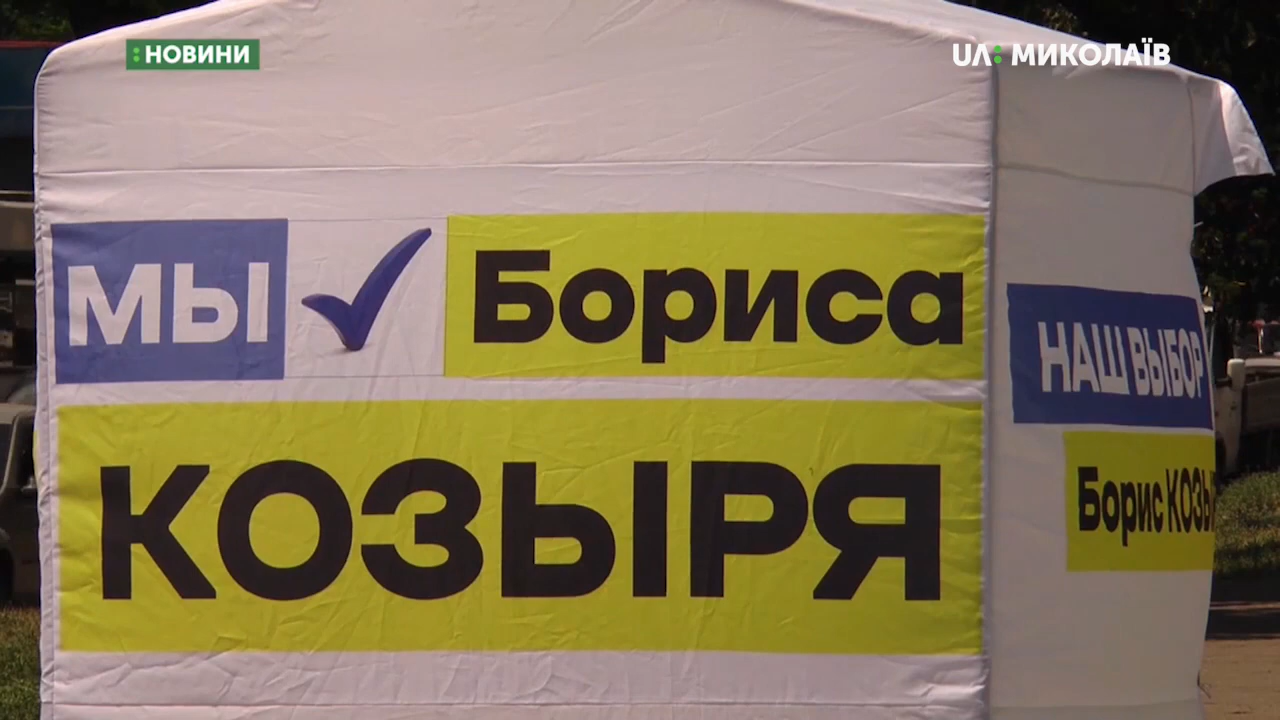 НОВИНИ
UA: МИКОЛАЇВ
МЫ Бориса
КОЗЫРЯ
НАШ ВЫБОР
Борис